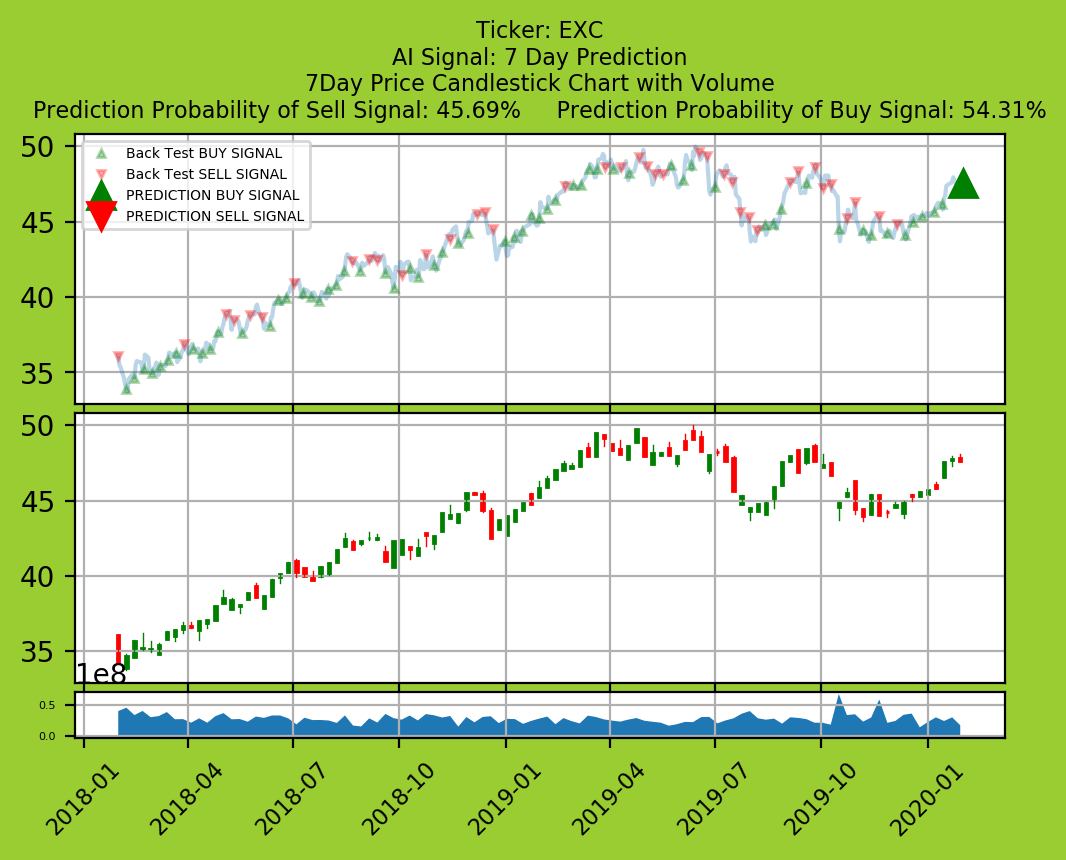 Ticker: EXC
AI Signal: 7 Day Prediction
7Day Price Candlestick Chart with Volume
Prediction Probability of Sell Signal: 45.69% Prediction Probability of Buy Signal: 54.31%
50
45
40
35
Back Test BUY SIGNAL
Back Test SELL SIGNAL
PREDICTION BUY SIGNAL
PREDICTION SELL SIGNAL
50
45
40
35
1e8
0.5
0.0
2018-01
2018-04
2018-07
2018-10
2019-01
2019-04
2019-07
2019-10
2020-01